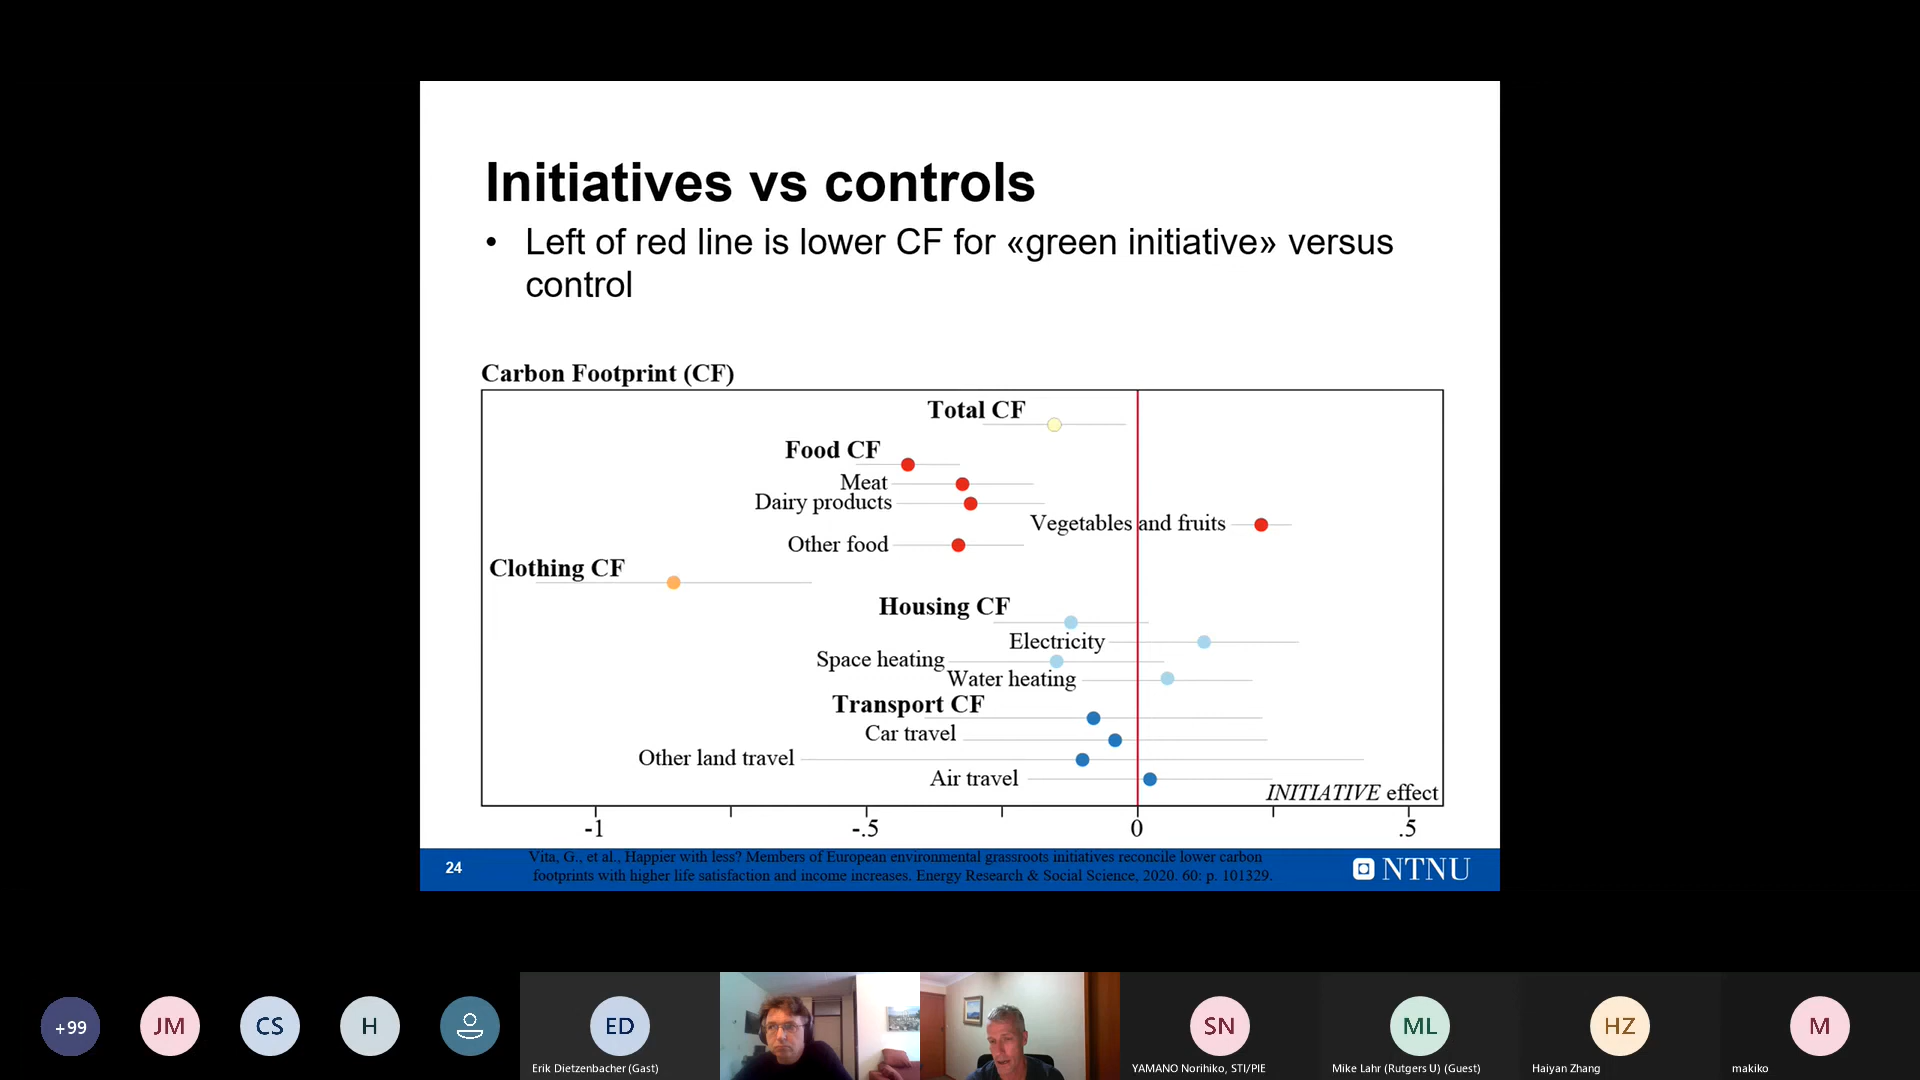 Initiatives vs controls
• Left of red line is lower CF for «green initiative» versus
control
Carbon Footprint (CF)
Total CF
Food CF
Meat
Dairy products
Vegetables and fruits
Other food
Clothing CF
Housing CF
Electricity
Space heating
Water heating
Transport CF
Car travel
Other land travel
Air travel
INITIATIVE effect
-1
-.5
0
.5
24
Vita, G., et al., Happier with less? Members of European environmental grassroots initiatives reconcile lower carbon
footprints with higher life satisfaction and income increases. Energy Research & Social Science, 2020. 60: p. 101329.
NTNU
+99
JM
CS
H
ED
Erik Dietzenbacher (Gast)
SN
YAMANO Norihiko, STI/PIE
ML
Mike Lahr (Rutgers U) (Guest)
HZ
Haiyan Zhang
M
makiko